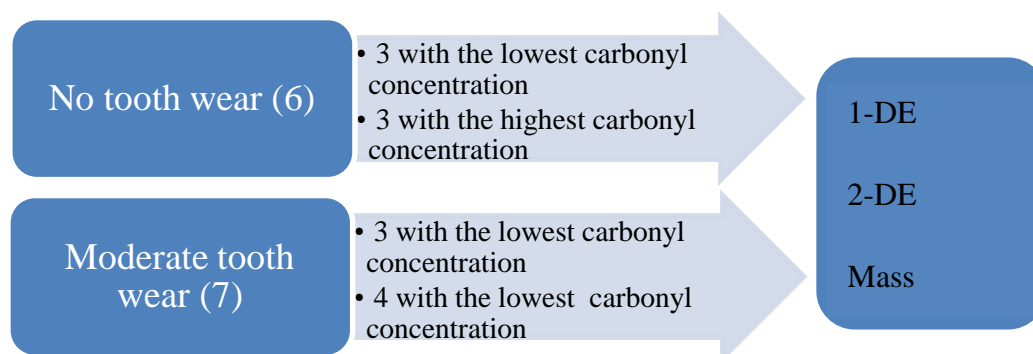 No tooth wear (6)
• 3 with the lowest carbonyl
concentration
• 3 with the highest carbonyl
concentration
Moderate tooth
wear (7)
• 3 with the lowest carbonyl
concentration
• 4 with the lowest carbonyl
concentration
1-DE
2-DE
Mass